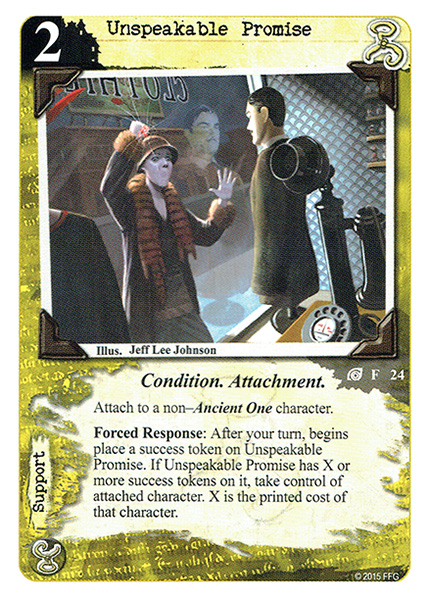 2
Unspeakable Promise
CLOTHIE
Illus. Jeff Lee Johnson
F 24
Condition. Attachment.
Attach to a non–Ancient One character.
Forced Response: After your turn, begins
place a success token on Unspeakable
Promise. If Unspeakable Promise has X or
more success tokens on it, take control of
attached character. X is the printed cost of
that character.
Support
© 2015 FFG